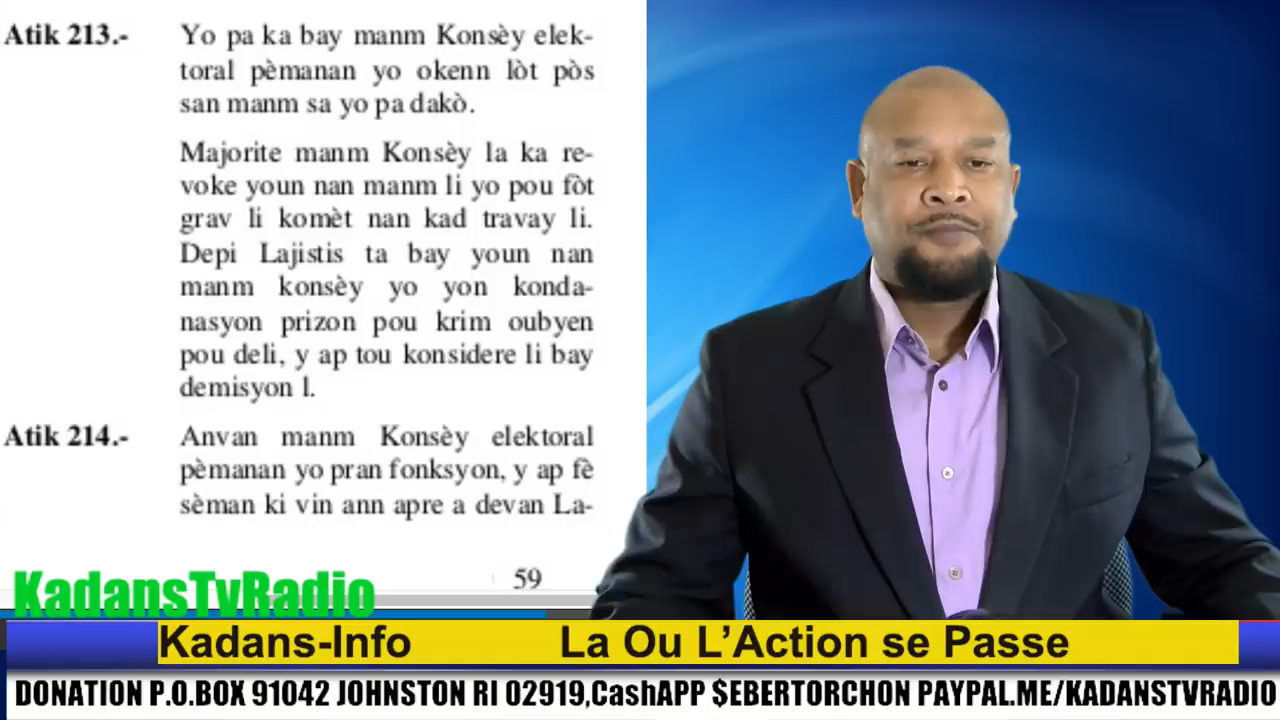 Atik 213.- Yo pa ka bay manm Konsèy elek-
toral pèmanan yo okenn lòt pòs
san manm sa yo pa dakò.
Majorite manm Konsèy la ka re-
voke youn nan manm li yo pou fòt
grav li komèt nan kad travay li.
Depi Lajistis ta bay youn nan
manm konsèy yo yon konda-
nasyon prizon pou krim oubyen
pou deli, y ap tou konsidere li bay
demisyon l.
Atik 214.- Anvan manm Konsèy elektoral
pèmanan yo pran fonksyon, y ap fè
sèman ki vin ann apre a devan La-
59
KadansTvRadio
Kadans-Info La Ou L’Action se Passe
DONATION P.O.BOX 91042 JOHNSTON RI 02919,CashAPP $EBERTORCHON PAYPAL.ME/KADANSTVRADIO